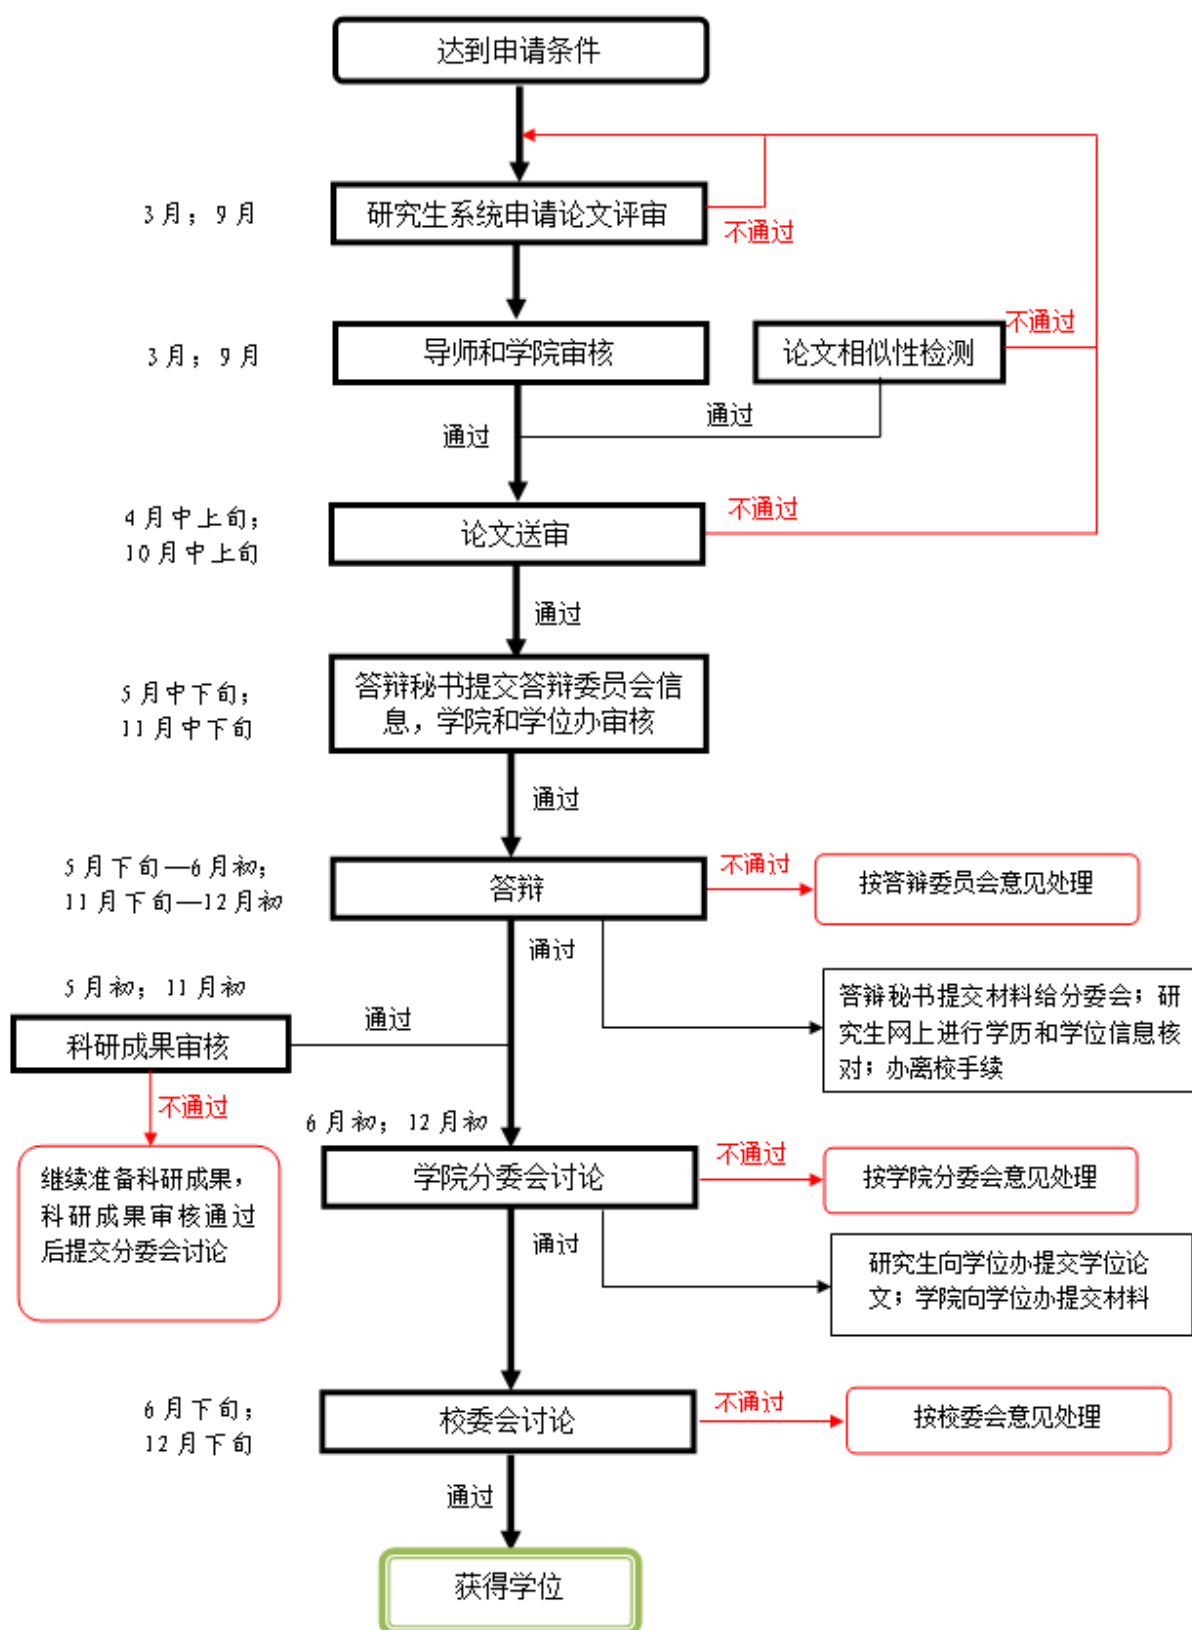 达到申请条件
3月；9月
研究生系统申请论文评审
不通过
3月；9月
导师和学院审核
论文相似性检测
不通过
通过
通过
4月中上旬；
10月中上旬
论文送审
不通过
通过
5月中下旬；
11月中下旬
答辩秘书提交答辩委员会信
息，学院和学位办审核
通过
5月下旬—6月初；
11月下旬—12月初
答辩
不通过
按答辩委员会意见处理
通过
5月初；11月初
科研成果审核
通过
答辩秘书提交材料给分委会；研
究生网上进行学历和学位信息核
对；办离校手续
不通过
6月初；12月初
继续准备科研成果，
科研成果审核通过
后提交分委会讨论
学院分委会讨论
不通过
按学院分委会意见处理
通过
研究生向学位办提交学位论
文；学院向学位办提交材料
6月下旬；
12月下旬
校委会讨论
不通过
按校委会意见处理
通过
获得学位